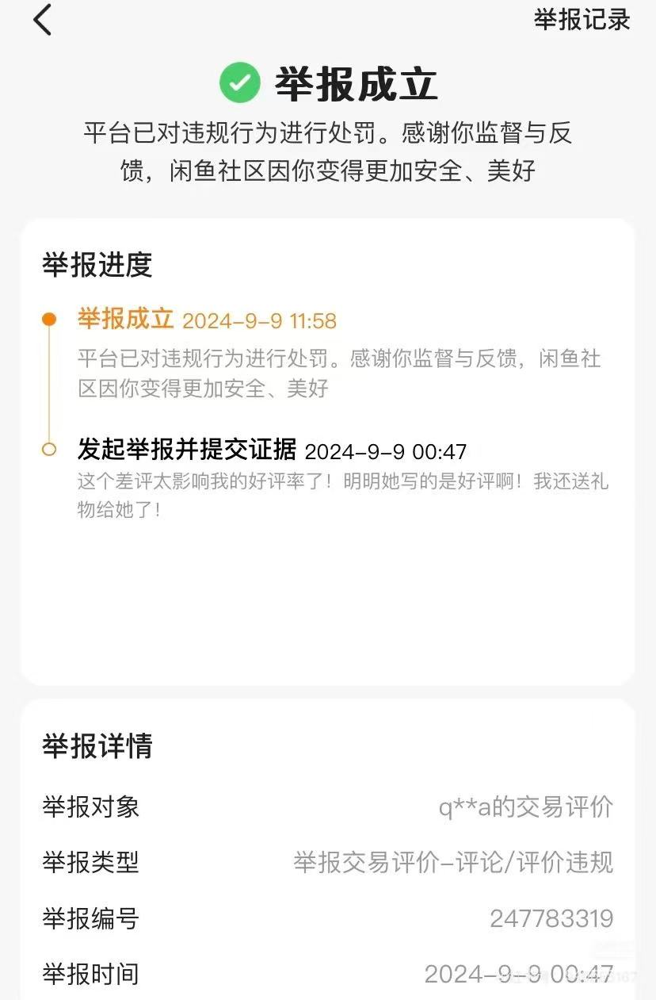 举报记录
举报成立
平台已对违规行为进行处罚。感谢你监督与反
馈，闲鱼社区因你变得更加安全、美好
举报进度
举报成立 2024-9-9 11:58
平台已对违规行为进行处罚。感谢你监督与反馈，闲鱼社
区因你变得更加安全、美好
发起举报并提交证据 2024-9-9 00:47
这个差评太影响我的好评率了！明明她写的是好评啊！我还送礼
物给她了！
举报详情
举报对象 q**a的交易评价
举报类型 举报交易评价-评论/评价违规
举报编号 247783319
举报时间 2024-9-9 00:47